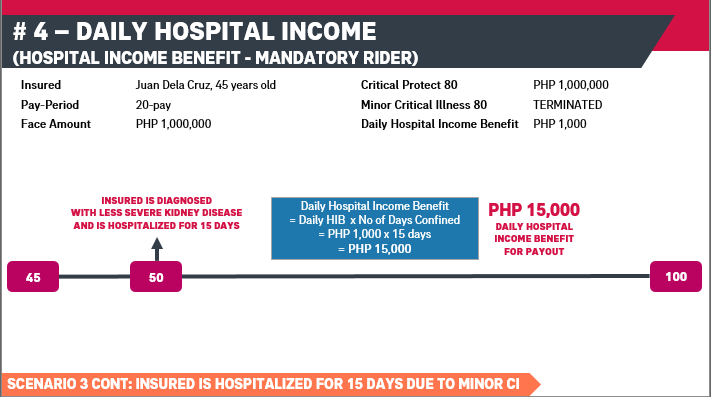 # 4 – DAILY HOSPITAL INCOME
(HOSPITAL INCOME BENEFIT - MANDATORY RIDER)
Insured Juan Dela Cruz, 45 years old
Pay-Period 20-pay
Face Amount PHP 1,000,000
Critical Protect 80 PHP 1,000,000
Minor Critical Illness 80 TERMINATED
Daily Hospital Income Benefit PHP 1,000
INSURED IS DIAGNOSED
WITH LESS SEVERE KIDNEY DISEASE
AND IS HOSPITALIZED FOR 15 DAYS
Daily Hospital Income Benefit
= Daily HIB x No of Days Confined
= PHP 1,000 x 15 days
= PHP 15,000
PHP 15,000
DAILY HOSPITAL
INCOME BENEFIT
FOR PAYOUT
45
50
100
SCENARIO 3 CONT: INSURED IS HOSPITALIZED FOR 15 DAYS DUE TO MINOR CI